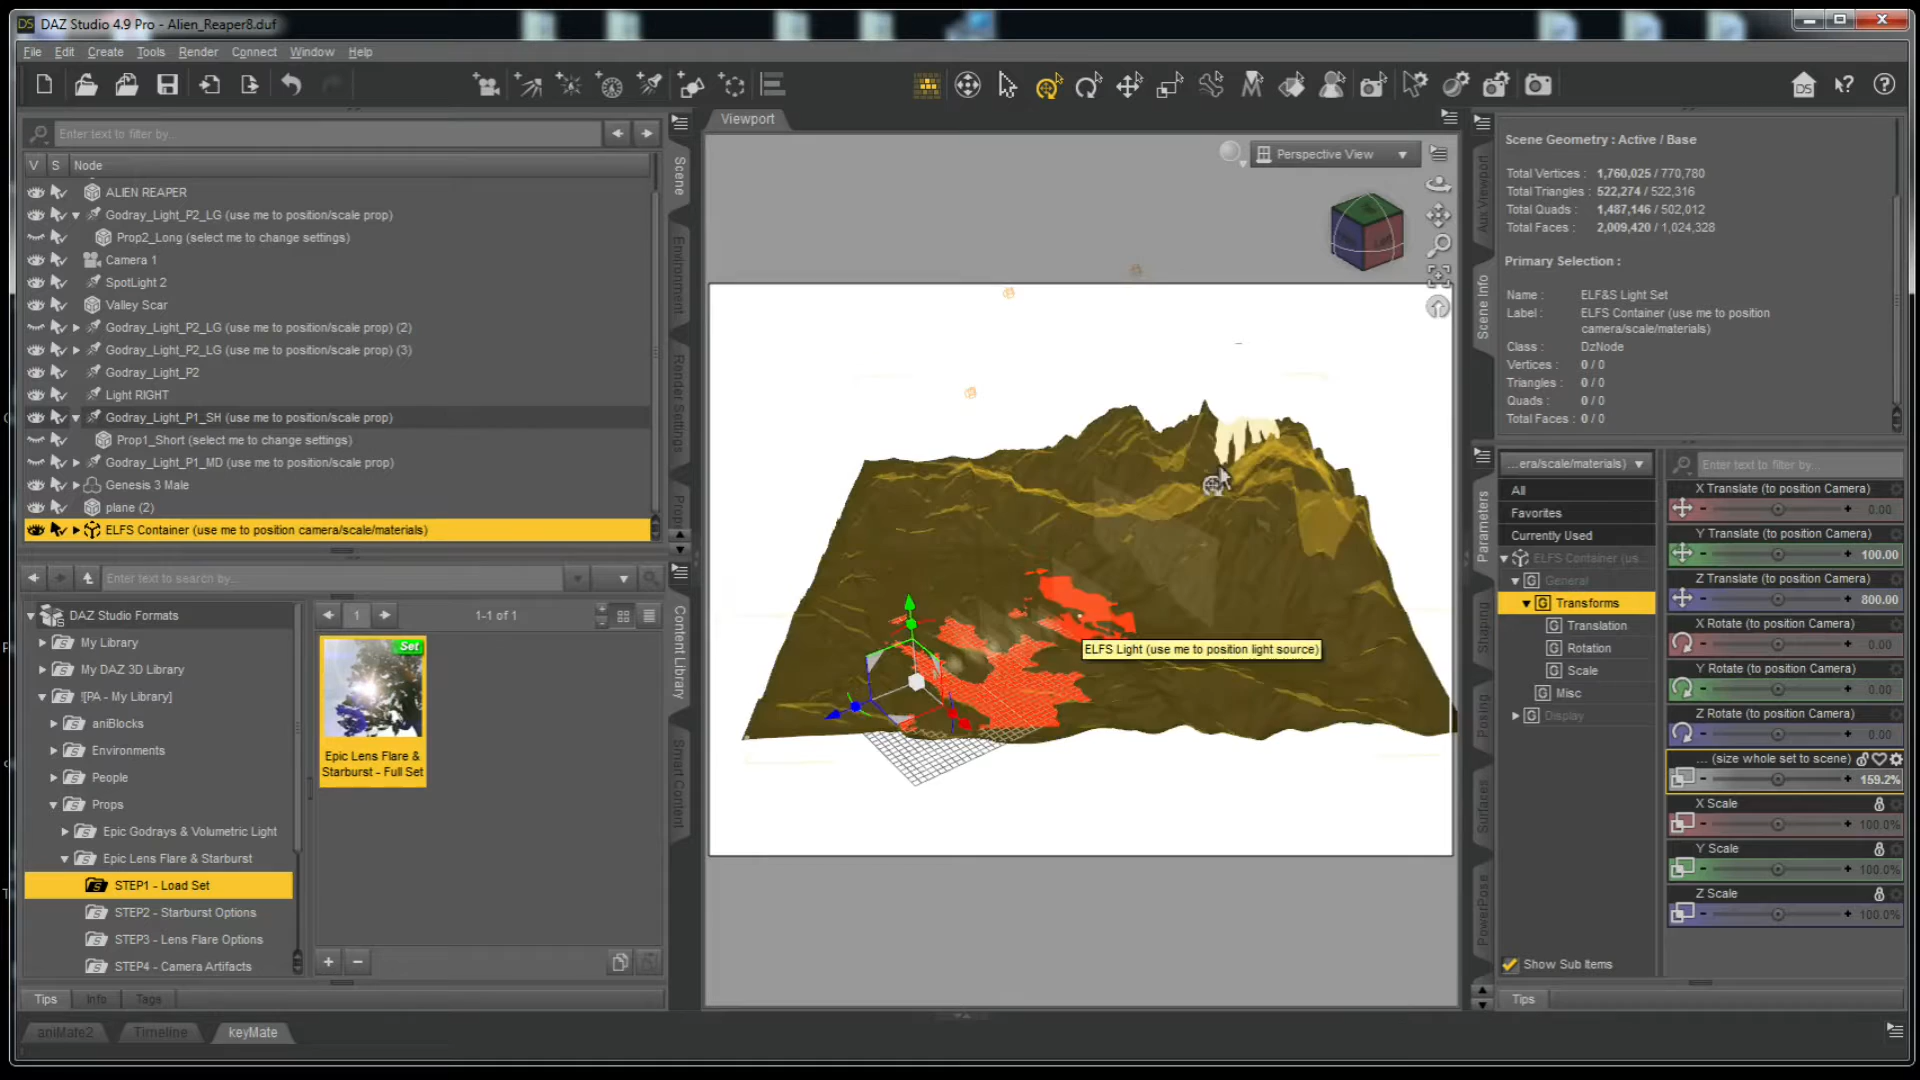 DAZ Studio 4.9 Pro - Alien_Reaper8.duf
File Edit Create Tools Render Connect Window Help
Enter text to filter by...
V S Node
ALIEN REAPER
Godray_Light_P2_LG (use me to position/scale prop)
Prop2_Long (select me to change settings)
Camera 1
SpotLight 2
Valley Scar
Godray_Light_P2_LG (use me to position/scale prop) (2)
Godray_Light_P2_LG (use me to position/scale prop) (3)
Godray_Light_P2
Light RIGHT
Godray_Light_P1_SH (use me to position/scale prop)
Prop1_Short (select me to change settings)
Godray_Light_P1_MD (use me to position/scale prop)
Genesis 3 Male
plane (2)
ELFS Container (use me to position camera/scale/materials)
Scene
Environment
Render Settings
Enter text to search by...
DAZ Studio Formats
My Library
My DAZ 3D Library
![PA - My Library]
aniBlocks
Environments
People
Props
Epic Godrays & Volumetric Light
Epic Lens Flare & Starburst
STEP1 - Load Set
STEP2 - Starburst Options
STEP3 - Lens Flare Options
STEP4 - Camera Artifacts
1
1-1 of 1
Set
Epic Lens Flare &
Starburst - Full Set
Content Library
Smart Content
Tips Info Tags
aniMate2 Timeline keyMate
Viewport
Perspective View
ELFS Light (use me to position light source)
Aux Viewport
Scene Info
Scene Geometry : Active / Base
Total Vertices : 1,760,025 / 770,780
Total Triangles : 522,274 / 522,316
Total Quads : 1,487,146 / 502,012
Total Faces : 2,009,420 / 1,024,328
Primary Selection :
Name : ELF&S Light Set
Label : ELFS Container (use me to position
camera/scale/materials)
Class : DzNode
Vertices : 0 / 0
Triangles : 0 / 0
Quads : 0 / 0
Total Faces : 0 / 0
Parameters
Shaping
Posing
Surfaces
PowerPose
...era/scale/materials)
Enter text to filter by...
All
Favorites
Currently Used
ELFS Container (us...
General
Transforms
Translation
Rotation
Scale
Misc
Display
X Translate (to position Camera)
0.00
Y Translate (to position Camera)
100.00
Z Translate (to position Camera)
800.00
X Rotate (to position Camera)
0.00
Y Rotate (to position Camera)
0.00
Z Rotate (to position Camera)
0.00
... (size whole set to scene)
159.2%
X Scale
100.0%
Y Scale
100.0%
Z Scale
100.0%
Show Sub Items
Tips